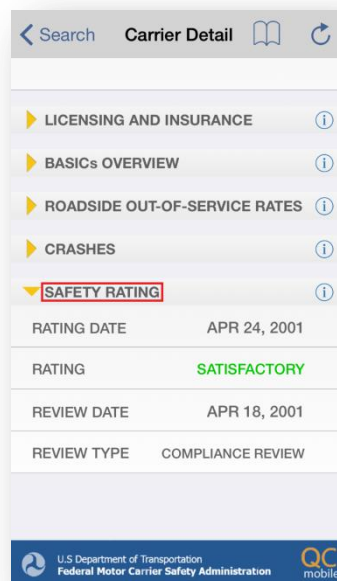 Search Carrier Detail
LICENSING AND INSURANCE
BASICs OVERVIEW
ROADSIDE OUT-OF-SERVICE RATES
CRASHES
SAFETY RATING
RATING DATE APR 24, 2001
RATING SATISFACTORY
REVIEW DATE APR 18, 2001
REVIEW TYPE COMPLIANCE REVIEW
U.S Department of Transportation
Federal Motor Carrier Safety Administration
QC
mobile